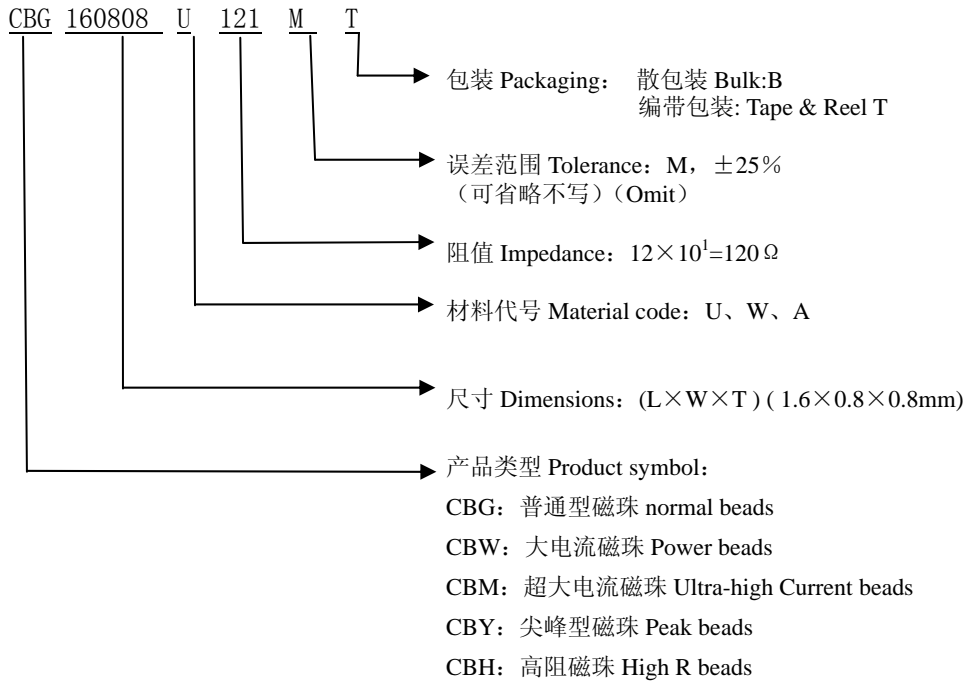 CBG 160808 U 121 M T
包装 Packaging： 散包装 Bulk:B
编带包装: Tape & Reel T
误差范围 Tolerance：M，±25%
（可省略不写）（Omit）
阻值 Impedance：12×10¹=120Ω
材料代号 Material code：U、W、A
尺寸 Dimensions：(L×W×T ) ( 1.6×0.8×0.8mm)
产品类型 Product symbol：
CBG：普通型磁珠 normal beads
CBW：大电流磁珠 Power beads
CBM：超大电流磁珠 Ultra-high Current beads
CBY：尖峰型磁珠 Peak beads
CBH：高阻磁珠 High R beads